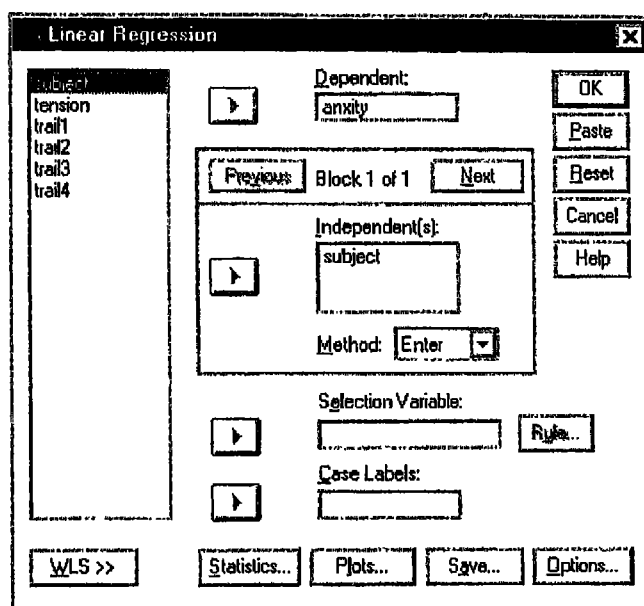 Linear Regression
subject
tension
trail1
trail2
trail3
trail4
Dependent:
anxity
Previous Block 1 of 1 Next
Independent(s):
subject
Method: Enter
Selection Variable:
Rule...
Case Labels:
OK
Paste
Reset
Cancel
Help
WLS >> Statistics... Plots... Save... Options...